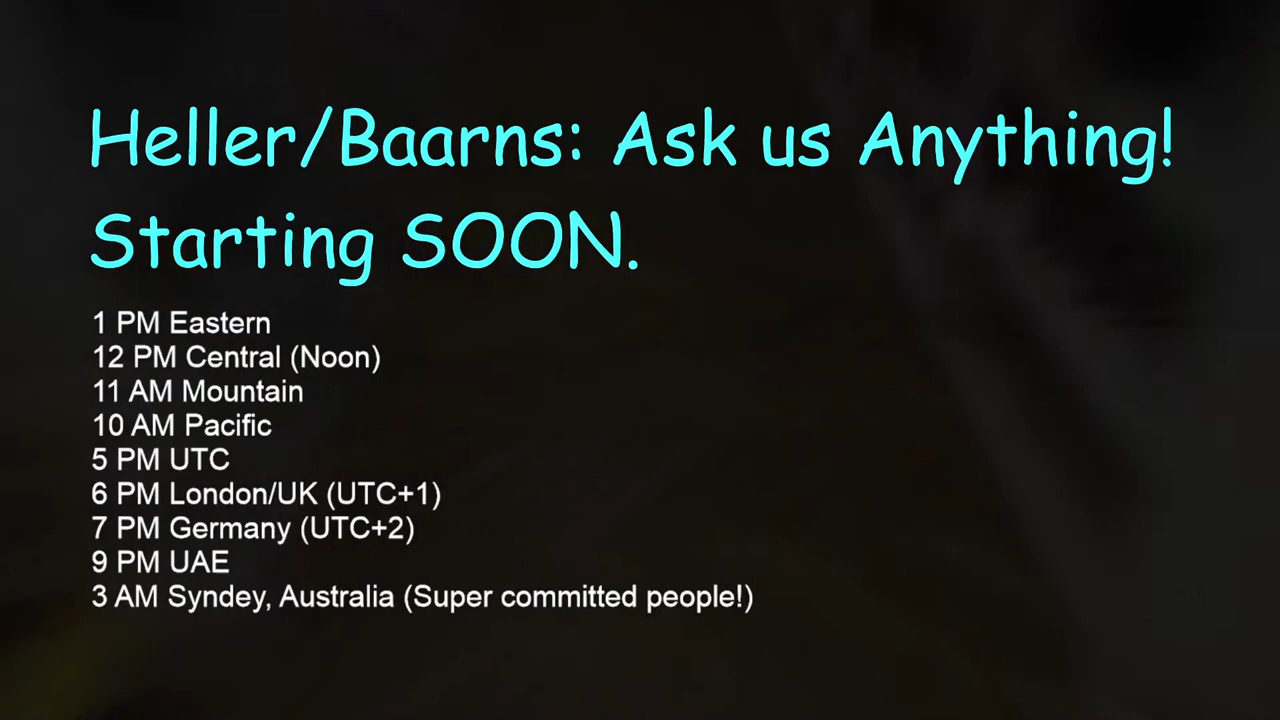 Heller/Baarns: Ask us Anything!
Starting SOON.
1 PM Eastern
12 PM Central (Noon)
11 AM Mountain
10 AM Pacific
5 PM UTC
6 PM London/UK (UTC+1)
7 PM Germany (UTC+2)
9 PM UAE
3 AM Syndey, Australia (Super committed people!)